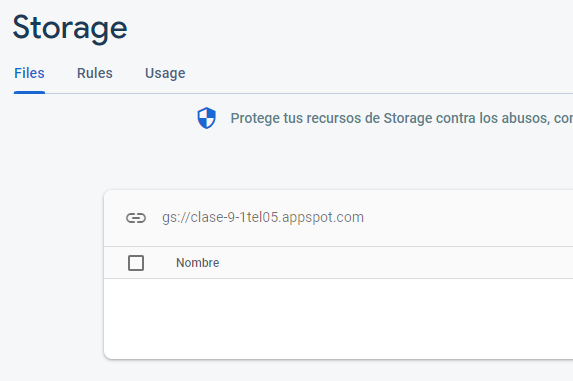 Storage
Files Rules Usage
Protege tus recursos de Storage contra los abusos,
gs://clase-9-1tel05.appspot.com
Nombre